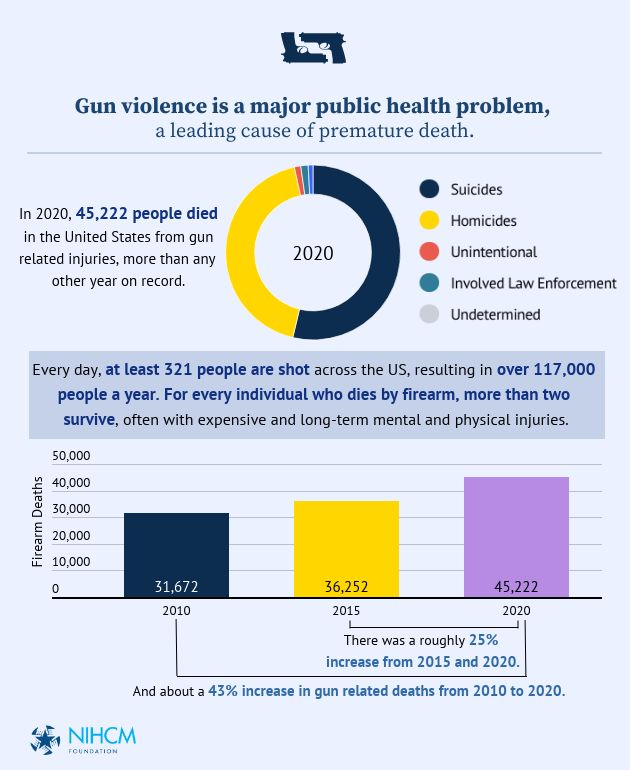 Gun violence is a major public health problem,
a leading cause of premature death.
In 2020, 45,222 people died
in the United States from gun
related injuries, more than any
other year on record.
2020
Suicides
Homicides
Unintentional
Involved Law Enforcement
Undetermined
Every day, at least 321 people are shot across the US, resulting in over 117,000
people a year. For every individual who dies by firearm, more than two
survive, often with expensive and long-term mental and physical injuries.
Firearm Deaths
50,000
40,000
30,000
20,000
10,000
0
31,672
36,252
45,222
2010
2015
2020
There was a roughly 25%
increase from 2015 and 2020.
And about a 43% increase in gun related deaths from 2010 to 2020.
NIHCM
FOUNDATION